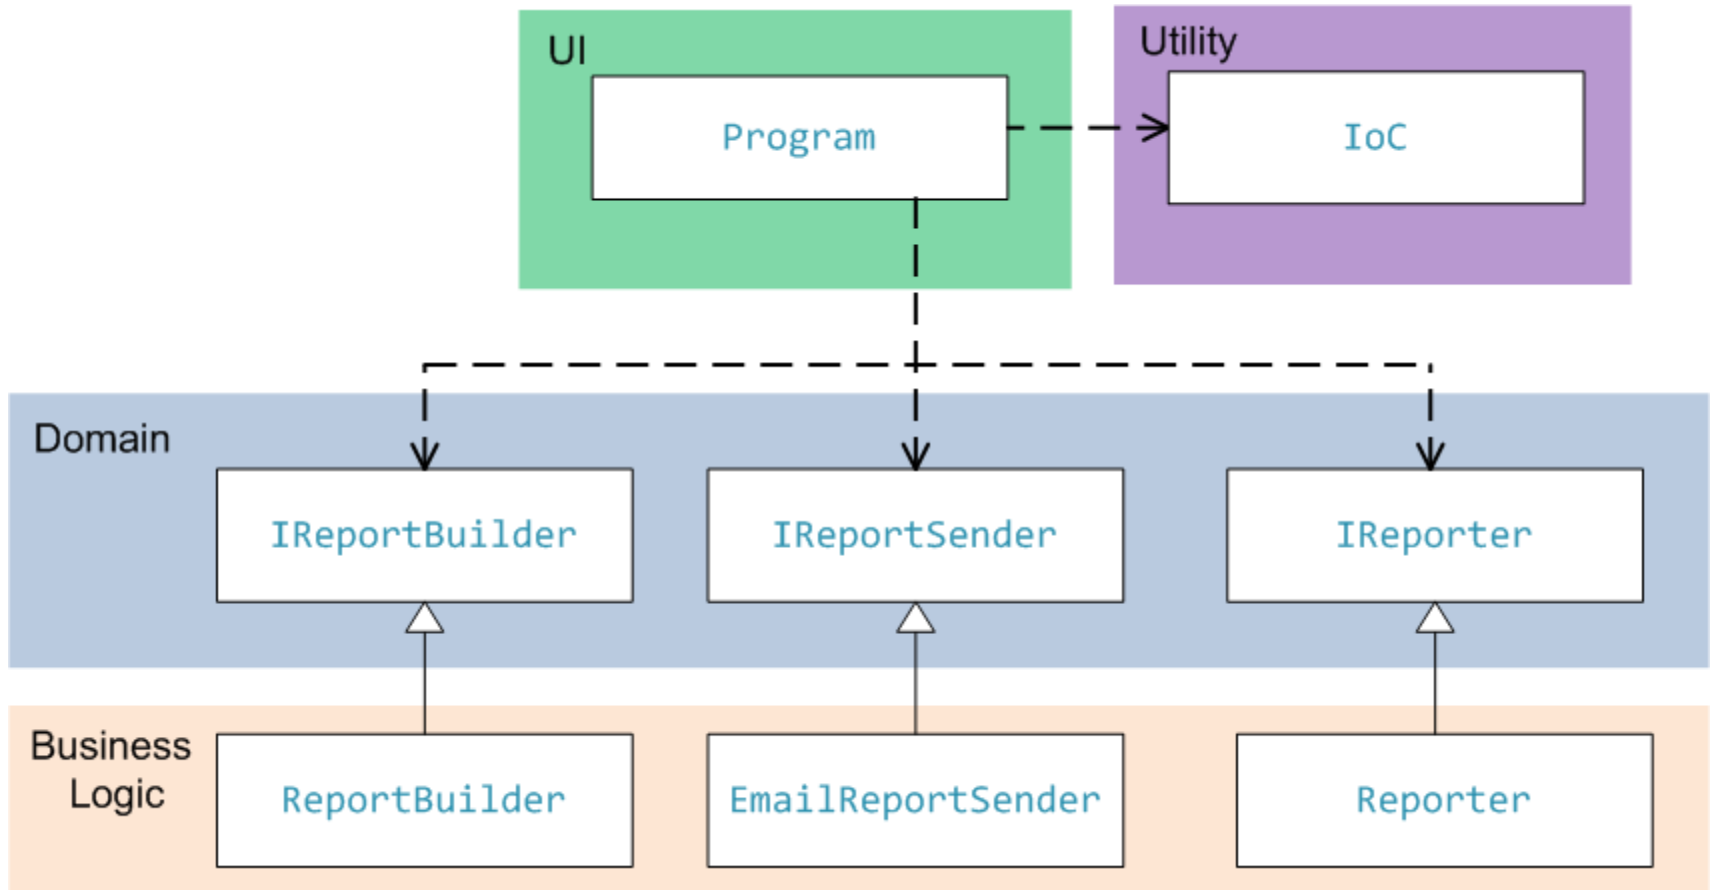 UI
Utility
Program
IoC
Domain
IReportBuilder
IReportSender
IReporter
Business
Logic
ReportBuilder
EmailReportSender
Reporter